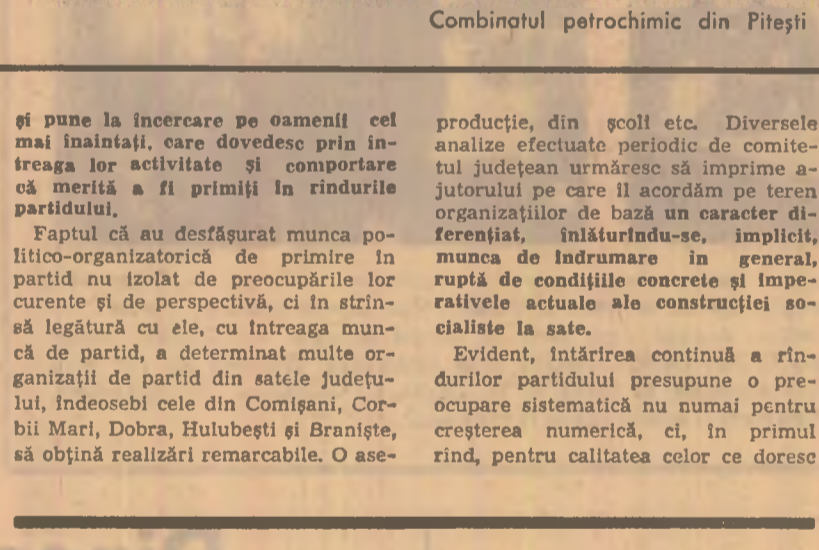 Combinatul petrochimic din Pitești
și pune la încercare pe oamenii cei
mai înaintați, care dovedesc prin în-
treaga lor activitate și comportare
că merită a fi primiți în rîndurile
partidului.
Faptul că au desfășurat munca po-
litico-organizatorică de primire în
partid nu izolat de preocupările lor
curente și de perspectivă, ci în strîn-
să legătură cu ele, cu întreaga mun-
că de partid, a determinat multe or-
ganizații de partid din satele județu-
lui, îndeosebi cele din Comișani, Cor-
bii Mari, Dobra, Hulubești și Braniște,
să obțină realizări remarcabile. O ase-
producție, din școli etc. Diversele
analize efectuate periodic de comite-
tul județean urmăresc să imprime a-
jutorului pe care îl acordăm pe teren
organizațiilor de bază un caracter di-
ferențiat, înlăturîndu-se, implicit,
munca de îndrumare în general,
ruptă de condițiile concrete și impe-
rativele actuale ale construcției so-
cialiste la sate.
Evident, întărirea continuă a rîn-
durilor partidului presupune o pre-
ocupare sistematică nu numai pentru
creșterea numerică, ci, în primul
rînd, pentru calitatea celor ce doresc